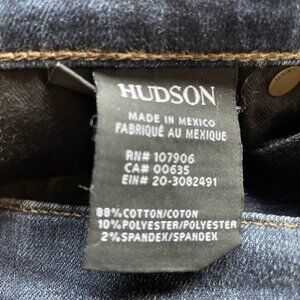 HUDSON
MADE IN MEXICO
FABRIQUÉ AU MEXIQUE
RN# 107906
CA# 00635
EIN# 20-3082491
88% COTTON/COTON
10% POLYESTER/POLYESTER
2% SPANDEX/SPANDEX